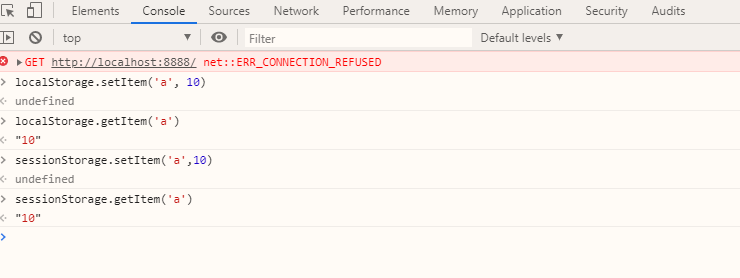 Elements Console Sources Network Performance Memory Application Security Audits
top Filter Default levels
GET http://localhost:8888/ net::ERR_CONNECTION_REFUSED
localStorage.setItem('a', 10)
undefined
localStorage.getItem('a')
"10"
sessionStorage.setItem('a',10)
undefined
sessionStorage.getItem('a')
"10"